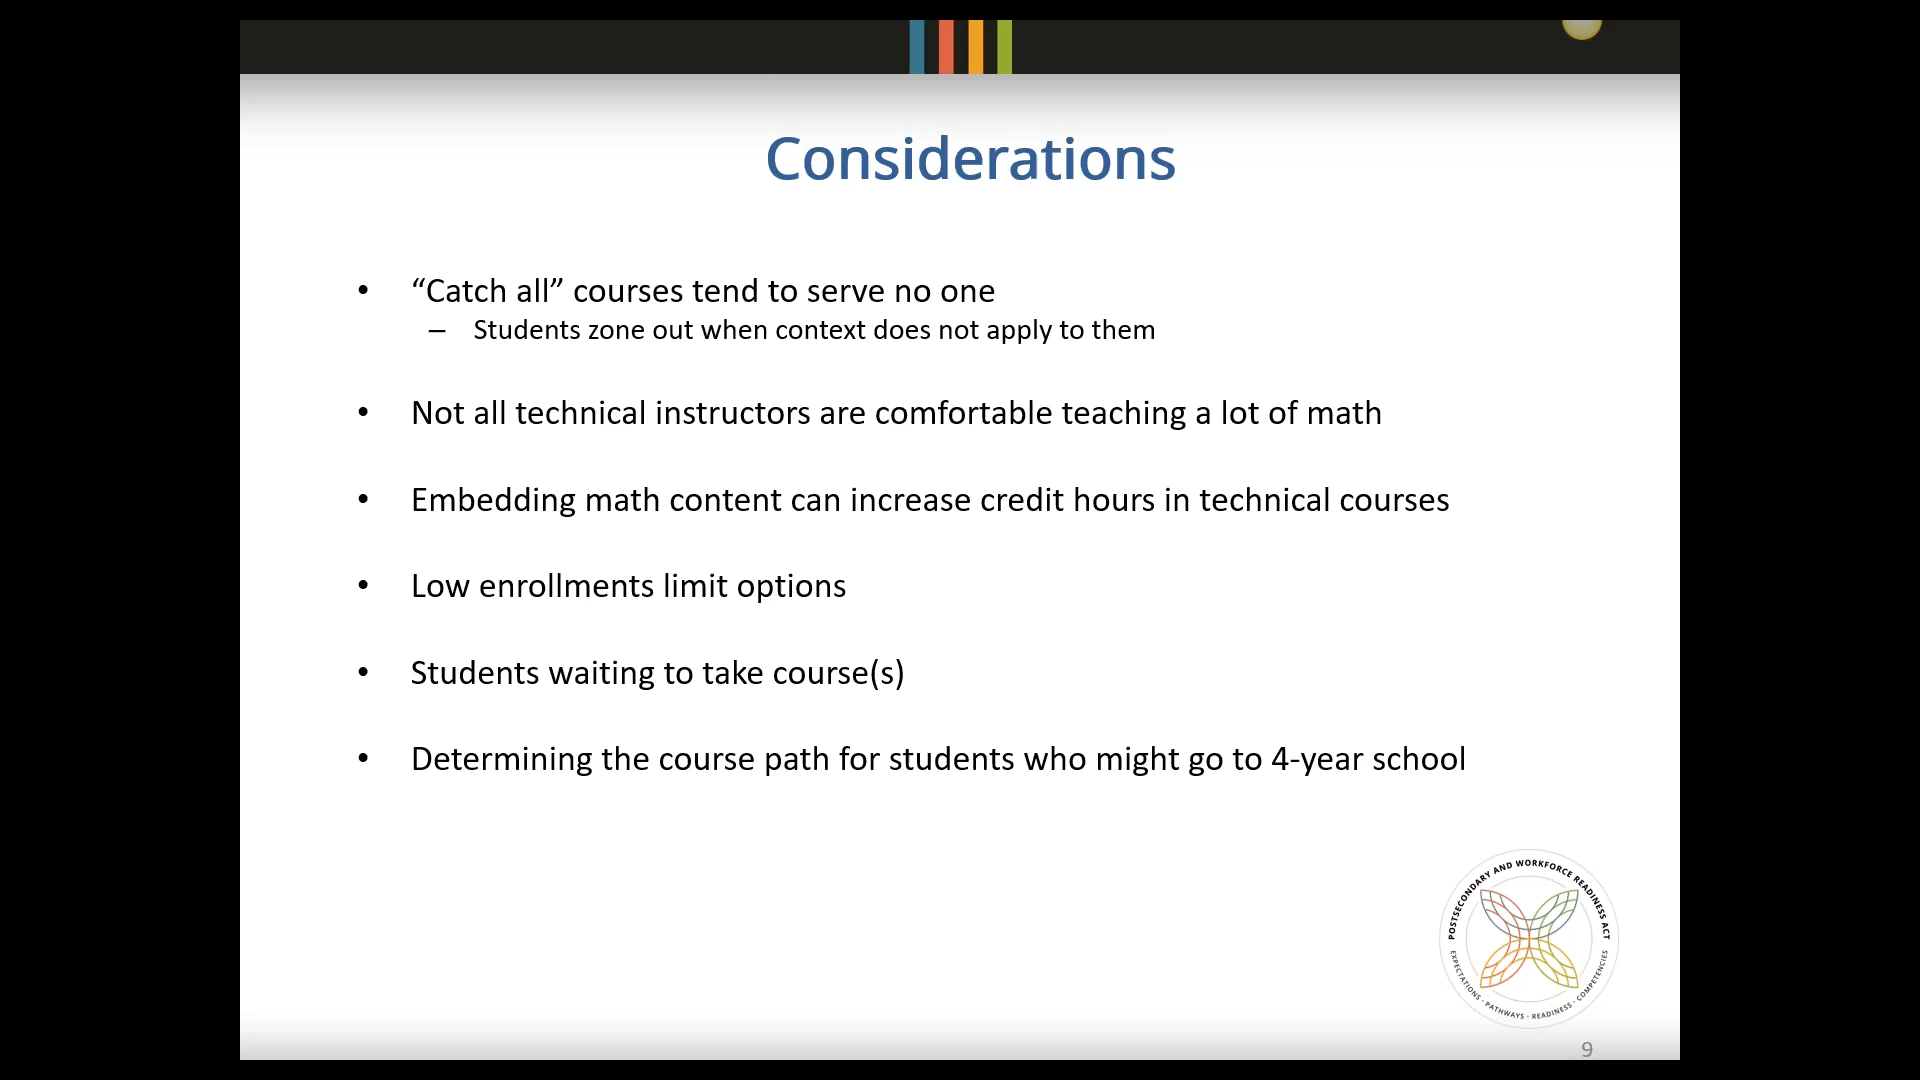 Considerations
• “Catch all” courses tend to serve no one
– Students zone out when context does not apply to them
• Not all technical instructors are comfortable teaching a lot of math
• Embedding math content can increase credit hours in technical courses
• Low enrollments limit options
• Students waiting to take course(s)
• Determining the course path for students who might go to 4-year school
POSTSECONDARY AND WORKFORCE READINESS ACT
EXPECTATIONS · PATHWAYS · READINESS · COMPETENCIES
9